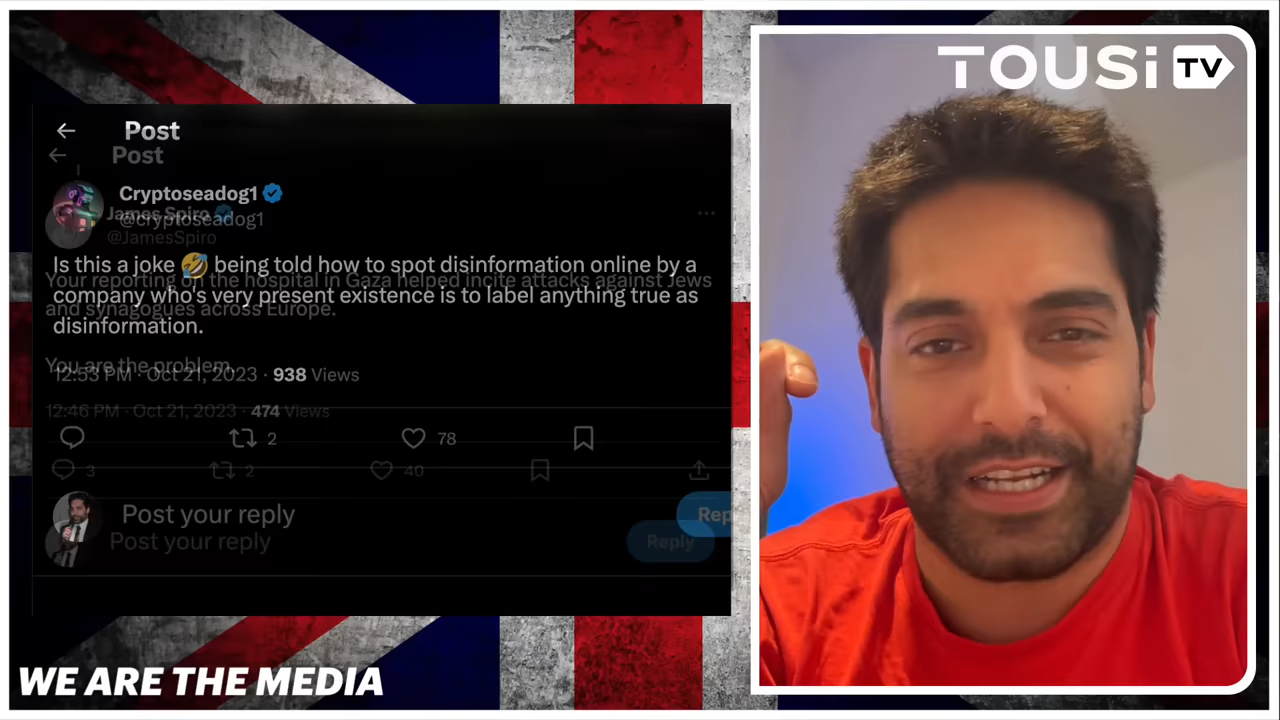 TOUSi TV
Post
Post
Cryptoseadog1
James Spiro
@cryptoseadog1
@JamesSpiro
Is this a joke 🤣 being told how to spot disinformation online by a
company who's very present existence is to label anything true as
disinformation.
Your reporting on the hospital in Gaza helped incite attacks against Jews
and synagogues across Europe.
You are the problem.
12:53 PM · Oct 21, 2023 · 938 Views
12:46 PM · Oct 21, 2023 · 474 Views
2 78
3 2 40
Post your reply
Rep
Post your reply
Reply
WE ARE THE MEDIA